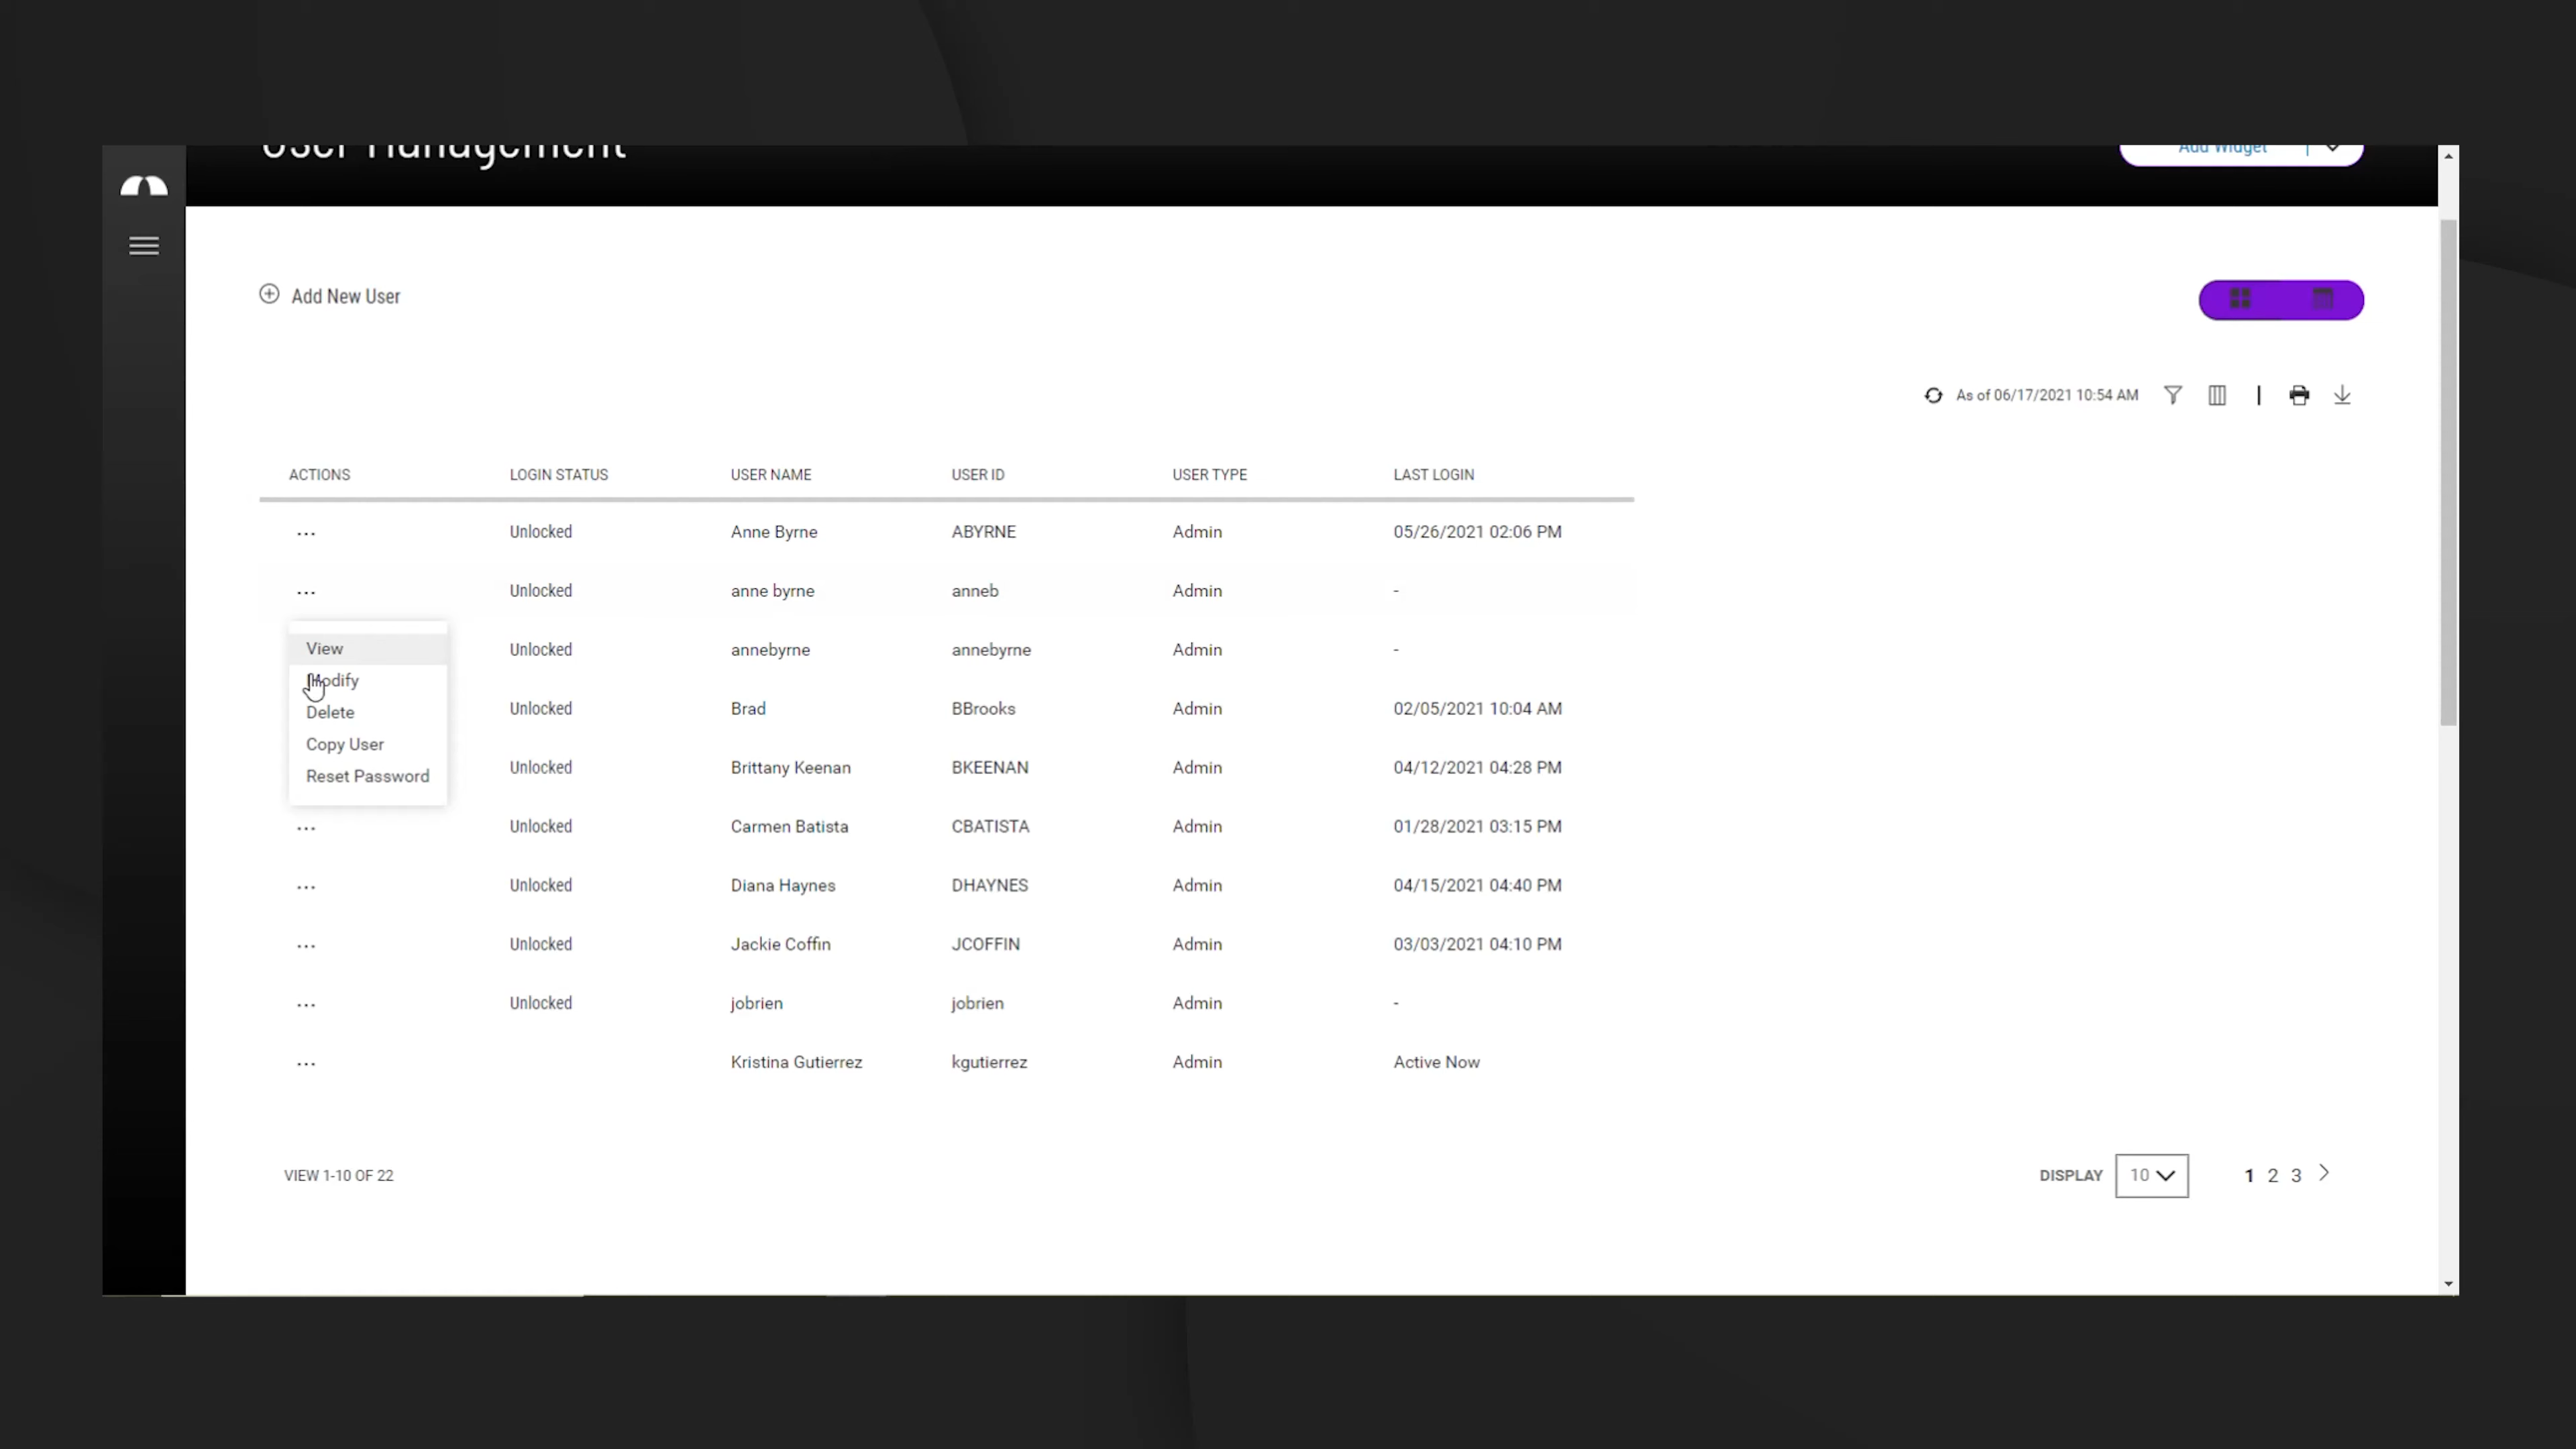 User Management
Add Widget
Add New User
As of 06/17/2021 10:54 AM
ACTIONS LOGIN STATUS USER NAME USER ID USER TYPE LAST LOGIN
... Unlocked Anne Byrne ABYRNE Admin 05/26/2021 02:06 PM
... Unlocked anne byrne anneb Admin -
View
Unlocked annebyrne annebyrne Admin -
Modify
Delete
Unlocked Brad BBrooks Admin 02/05/2021 10:04 AM
Copy User
Reset Password
Unlocked Brittany Keenan BKEENAN Admin 04/12/2021 04:28 PM
... Unlocked Carmen Batista CBATISTA Admin 01/28/2021 03:15 PM
... Unlocked Diana Haynes DHAYNES Admin 04/15/2021 04:40 PM
... Unlocked Jackie Coffin JCOFFIN Admin 03/03/2021 04:10 PM
... Unlocked jobrien jobrien Admin -
... Kristina Gutierrez kgutierrez Admin Active Now
VIEW 1-10 OF 22
DISPLAY 10 1 2 3